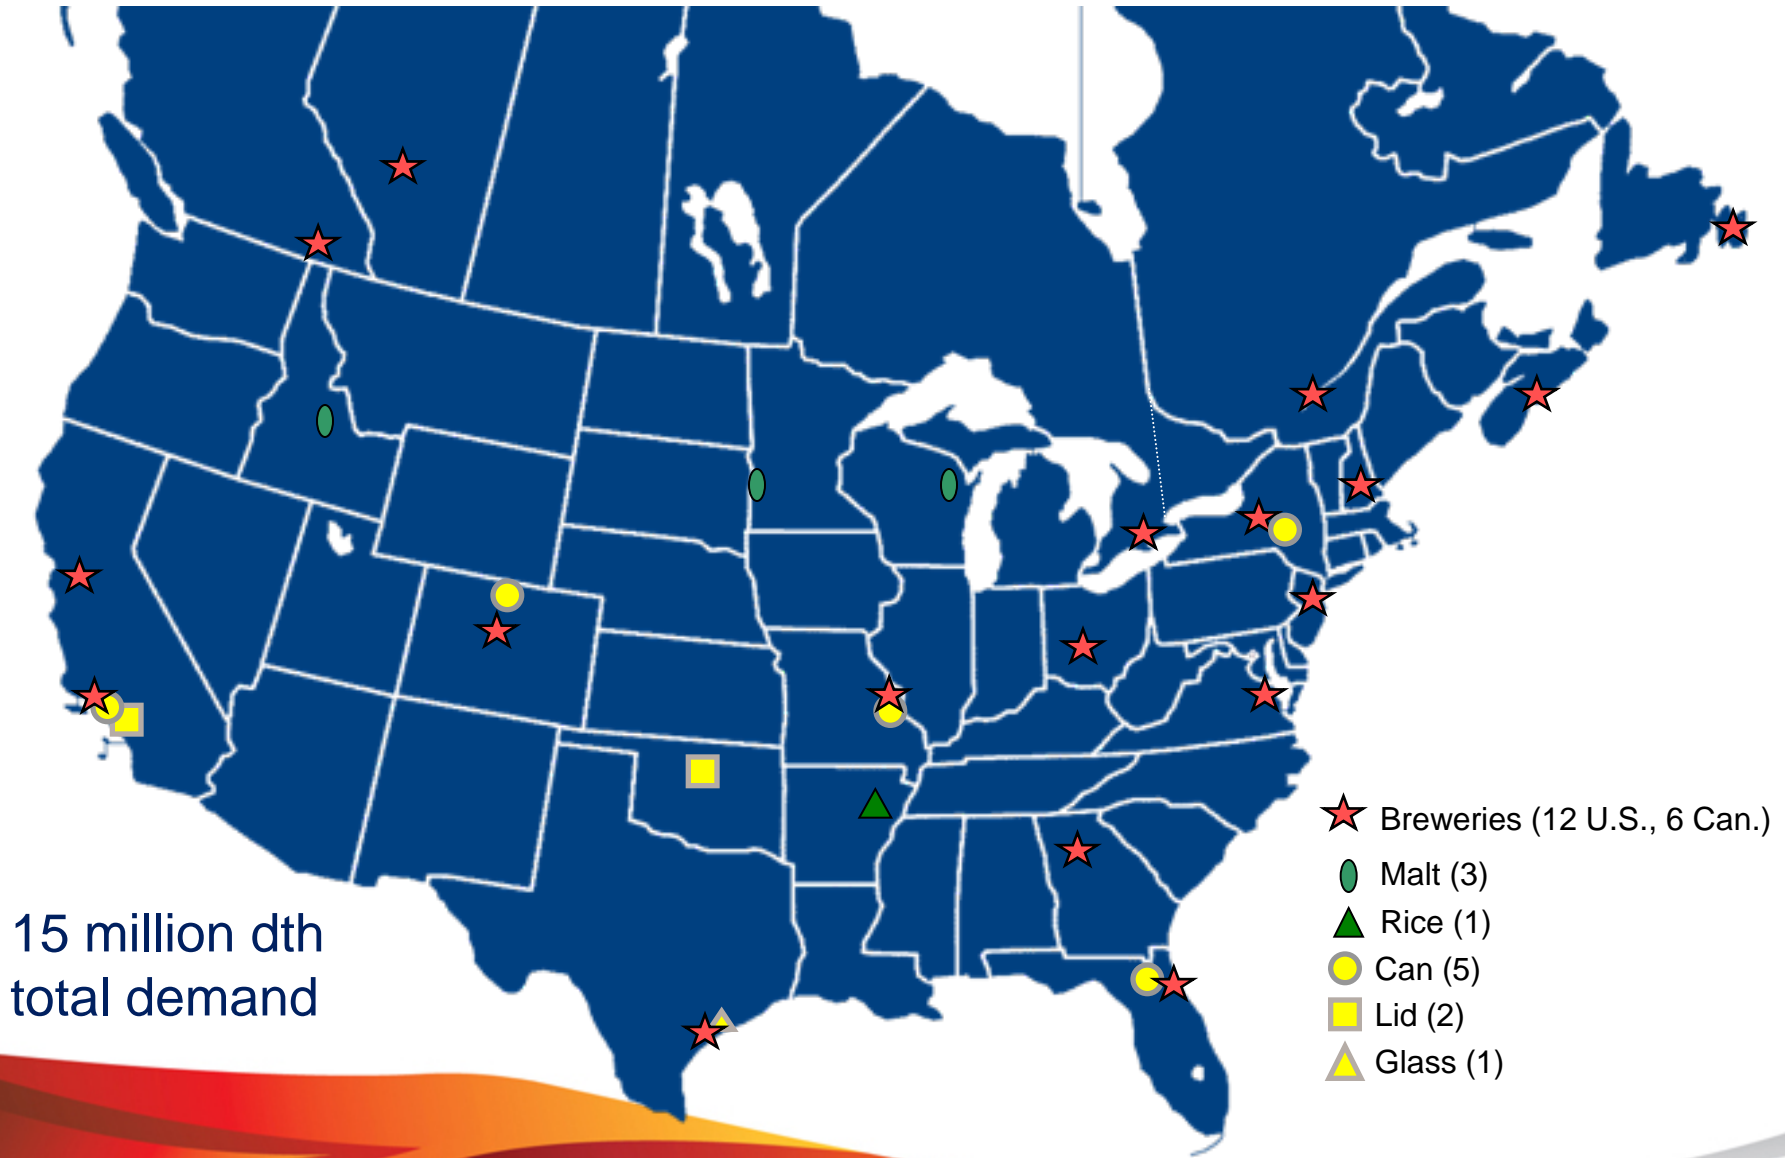 Breweries (12 U.S., 6 Can.)
Malt (3)
Rice (1)
Can (5)
Lid (2)
Glass (1)
15 million dth
total demand